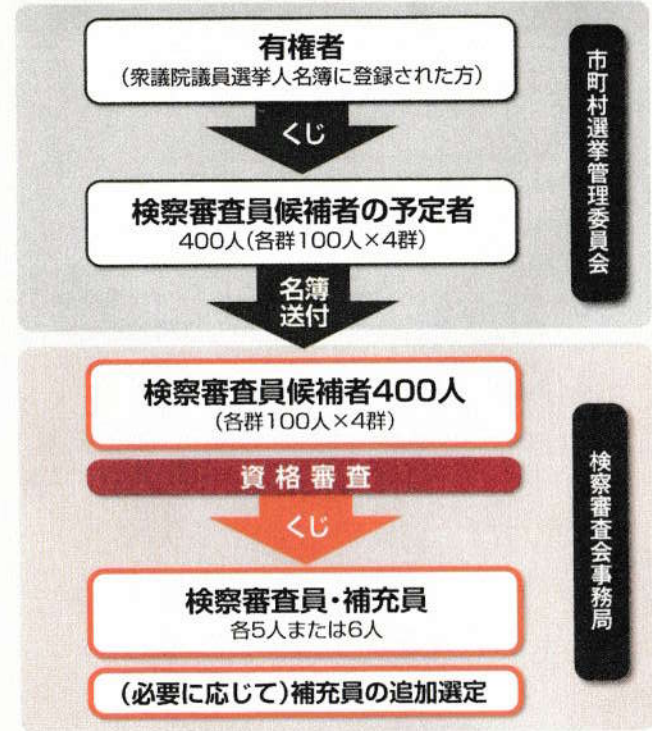 有権者
(衆議院議員選挙人名簿に登録された方)
くじ
検察審査員候補者の予定者
400人(各群100人×4群)
名簿
送付
市町村選挙管理委員会
検察審査員候補者400人
(各群100人×4群)
資格審査
くじ
検察審査員・補充員
各5人または6人
(必要に応じて)補充員の追加選定
検察審査会事務局